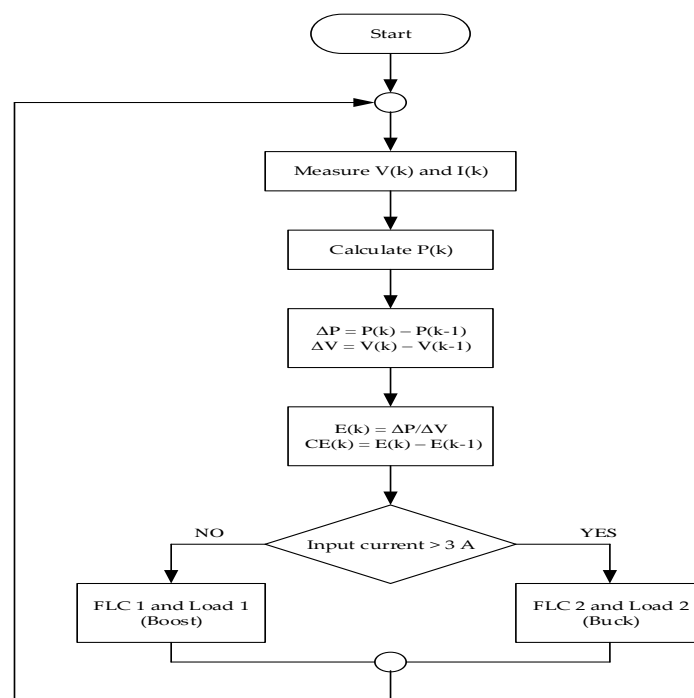 Start
Measure V(k) and I(k)
Calculate P(k)
ΔP = P(k) – P(k-1)
ΔV = V(k) – V(k-1)
E(k) = ΔP/ΔV
CE(k) = E(k) – E(k-1)
Input current > 3 A
NO
YES
FLC 1 and Load 1
(Boost)
FLC 2 and Load 2
(Buck)